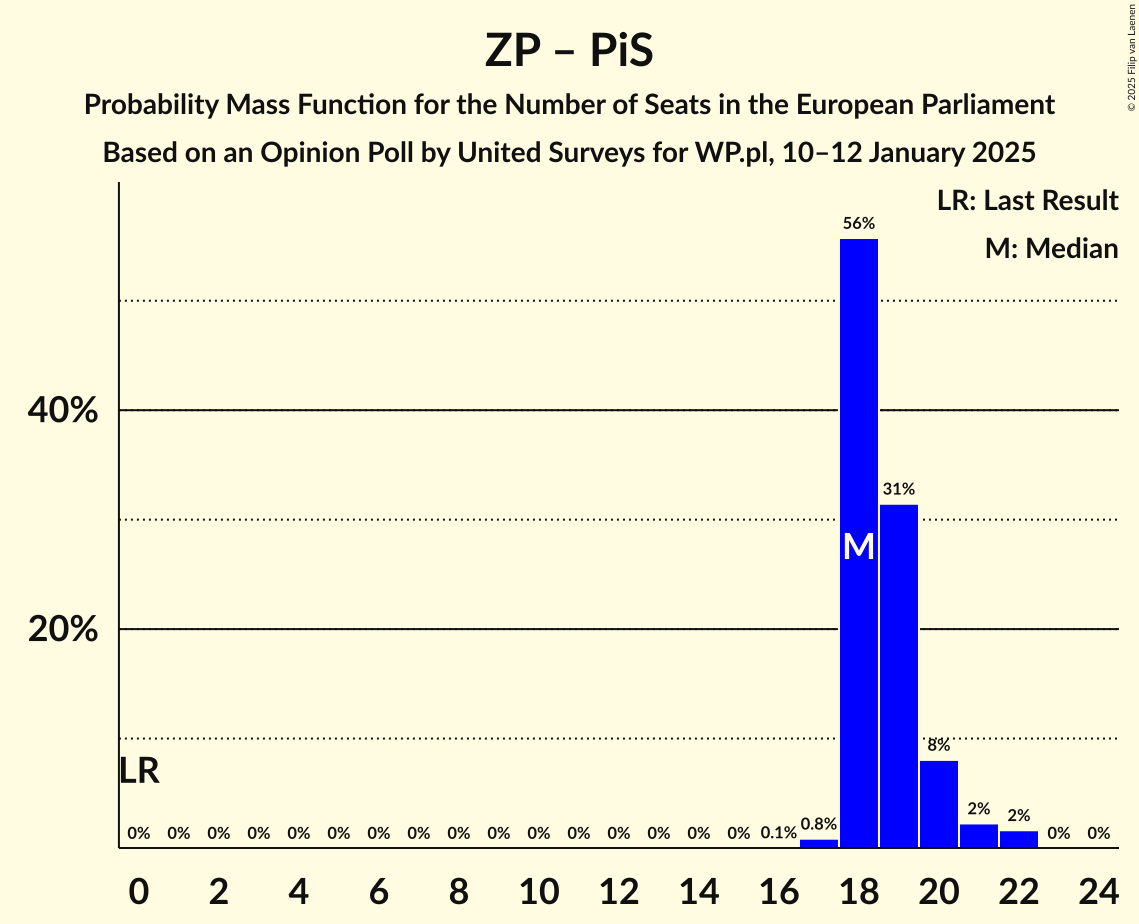 ZP – PiS
Probability Mass Function for the Number of Seats in the European Parliament
Based on an Opinion Poll by United Surveys for WP.pl, 10–12 January 2025
© 2025 Filip van Laenen
LR: Last Result
M: Median
56%
40%
31%
M
20%
8%
LR
0% 0% 0% 0% 0% 0% 0% 0% 0% 0% 0% 0% 0% 0% 0% 0% 0.1% 0.8% 2% 2% 0% 0%
0 2 4 6 8 10 12 14 16 18 20 22 24